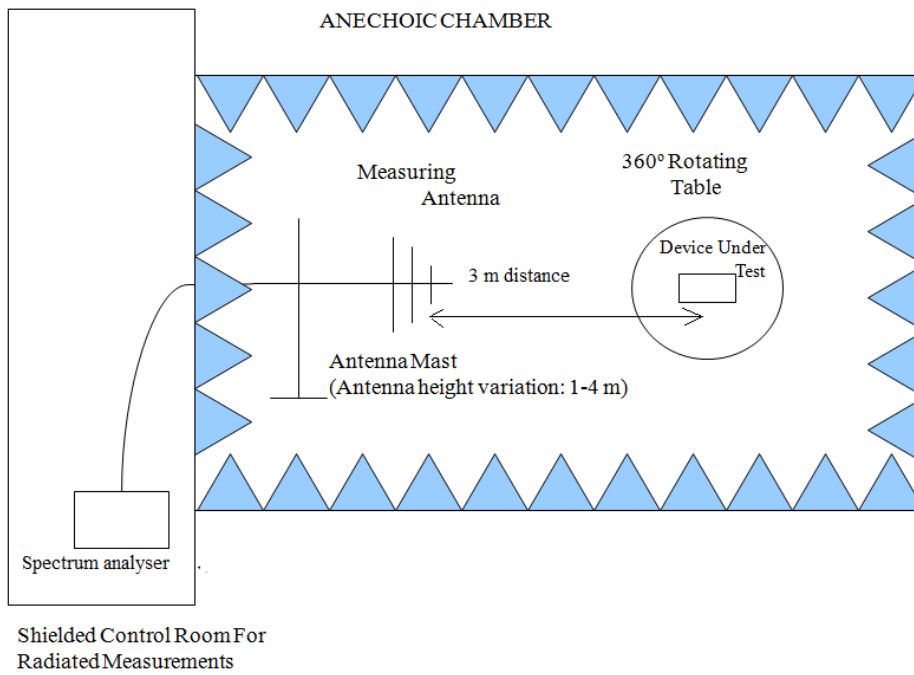 ANECHOIC CHAMBER
Measuring
Antenna
360° Rotating
Table
Device Under
Test
3 m distance
Antenna Mast
(Antenna height variation: 1-4 m)
Spectrum analyser
Shielded Control Room For
Radiated Measurements